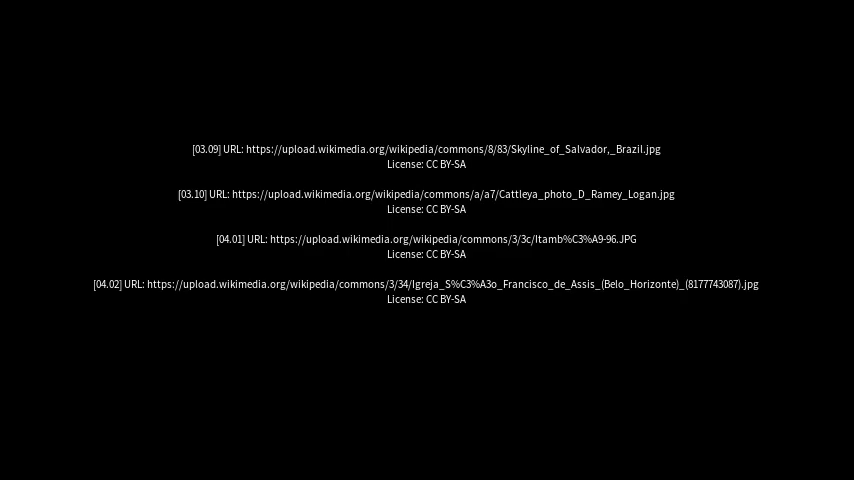 [03.09] URL: https://upload.wikimedia.org/wikipedia/commons/8/83/Skyline_of_Salvador,_Brazil.jpg
License: CC BY-SA
[03.10] URL: https://upload.wikimedia.org/wikipedia/commons/a/a7/Cattleya_photo_D_Ramey_Logan.jpg
License: CC BY-SA
[04.01] URL: https://upload.wikimedia.org/wikipedia/commons/3/3c/Itamb%C3%A9-96.JPG
License: CC BY-SA
[04.02] URL: https://upload.wikimedia.org/wikipedia/commons/3/34/Igreja_S%C3%A3o_Francisco_de_Assis_(Belo_Horizonte)_(8177743087).jpg
License: CC BY-SA